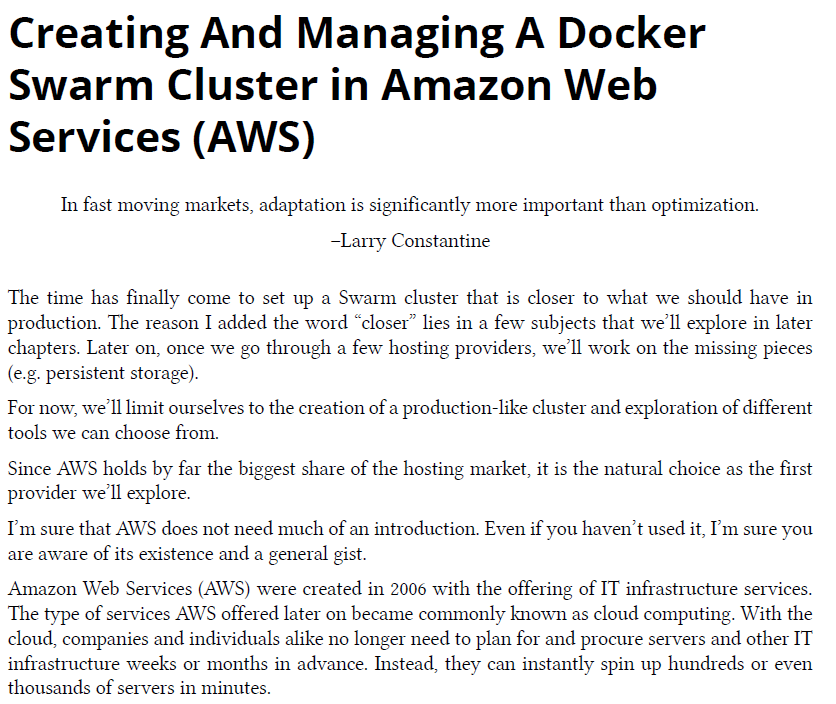 Creating And Managing A Docker
Swarm Cluster in Amazon Web
Services (AWS)
In fast moving markets, adaptation is significantly more important than optimization.
–Larry Constantine
The time has finally come to set up a Swarm cluster that is closer to what we should have in
production. The reason I added the word “closer” lies in a few subjects that we’ll explore in later
chapters. Later on, once we go through a few hosting providers, we’ll work on the missing pieces
(e.g. persistent storage).
For now, we’ll limit ourselves to the creation of a production-like cluster and exploration of different
tools we can choose from.
Since AWS holds by far the biggest share of the hosting market, it is the natural choice as the first
provider we’ll explore.
I’m sure that AWS does not need much of an introduction. Even if you haven’t used it, I’m sure you
are aware of its existence and a general gist.
Amazon Web Services (AWS) were created in 2006 with the offering of IT infrastructure services.
The type of services AWS offered later on became commonly known as cloud computing. With the
cloud, companies and individuals alike no longer need to plan for and procure servers and other IT
infrastructure weeks or months in advance. Instead, they can instantly spin up hundreds or even
thousands of servers in minutes.